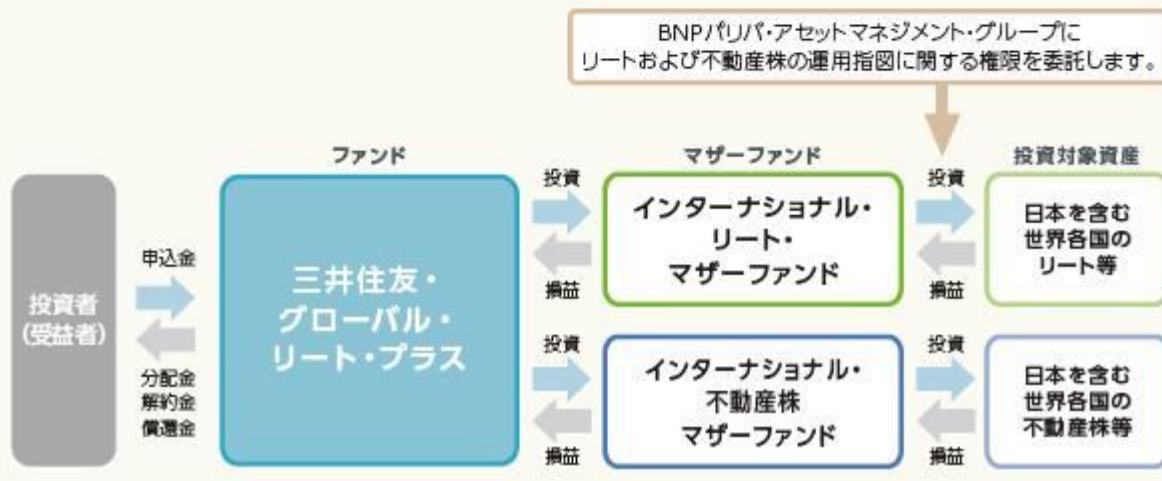 BNPパリバ・アセットマネジメント・グループに
リートおよび不動産株の運用指図に関する権限を委託します。
ファンド
マザーファンド
投資対象資産
投資者
(受益者)
申込金
分配金
解約金
償還金
三井住友・
グローバル・
リート・プラス
投資
損益
インターナショナル・
リート・
マザーファンド
投資
損益
日本を含む
世界各国の
リート等
投資
損益
インターナショナル・
不動産株
マザーファンド
投資
損益
日本を含む
世界各国の
不動産株等